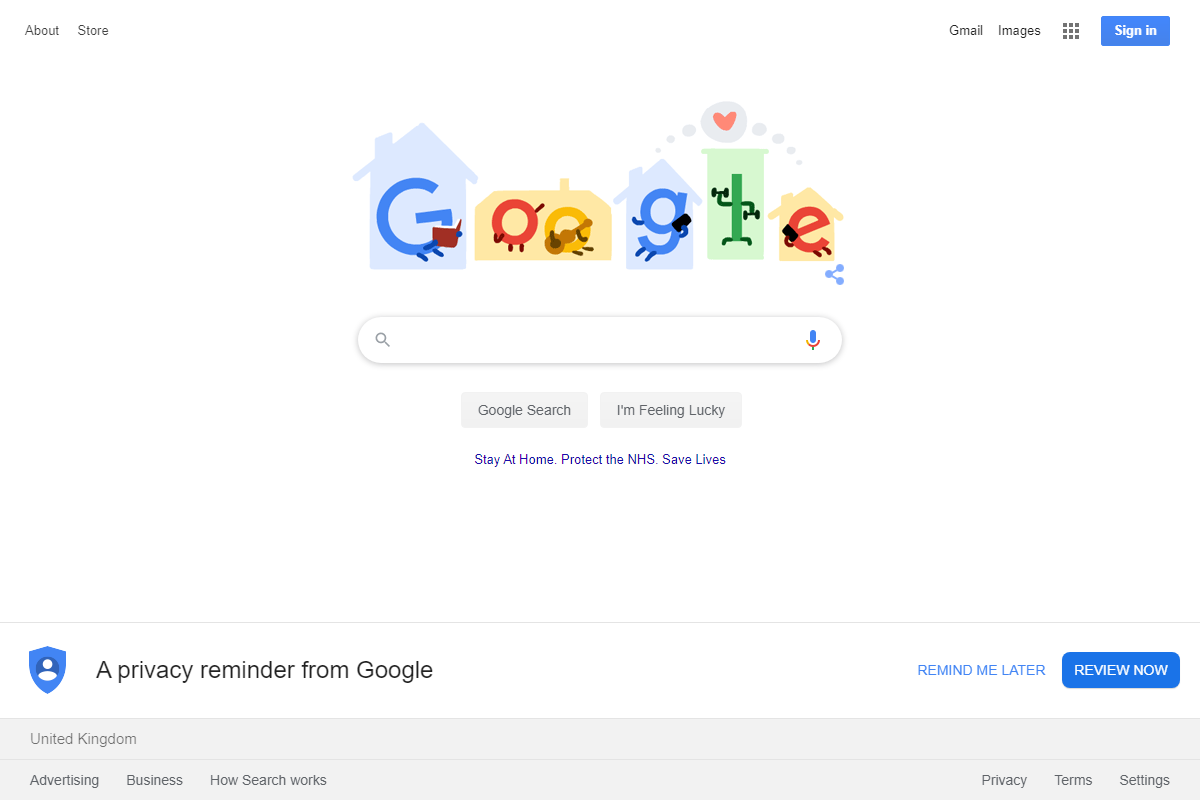 About Store
Gmail Images Sign in
Google
Google Search I'm Feeling Lucky
Stay At Home. Protect the NHS. Save Lives
A privacy reminder from Google
REMIND ME LATER REVIEW NOW
United Kingdom
Advertising Business How Search works
Privacy Terms Settings